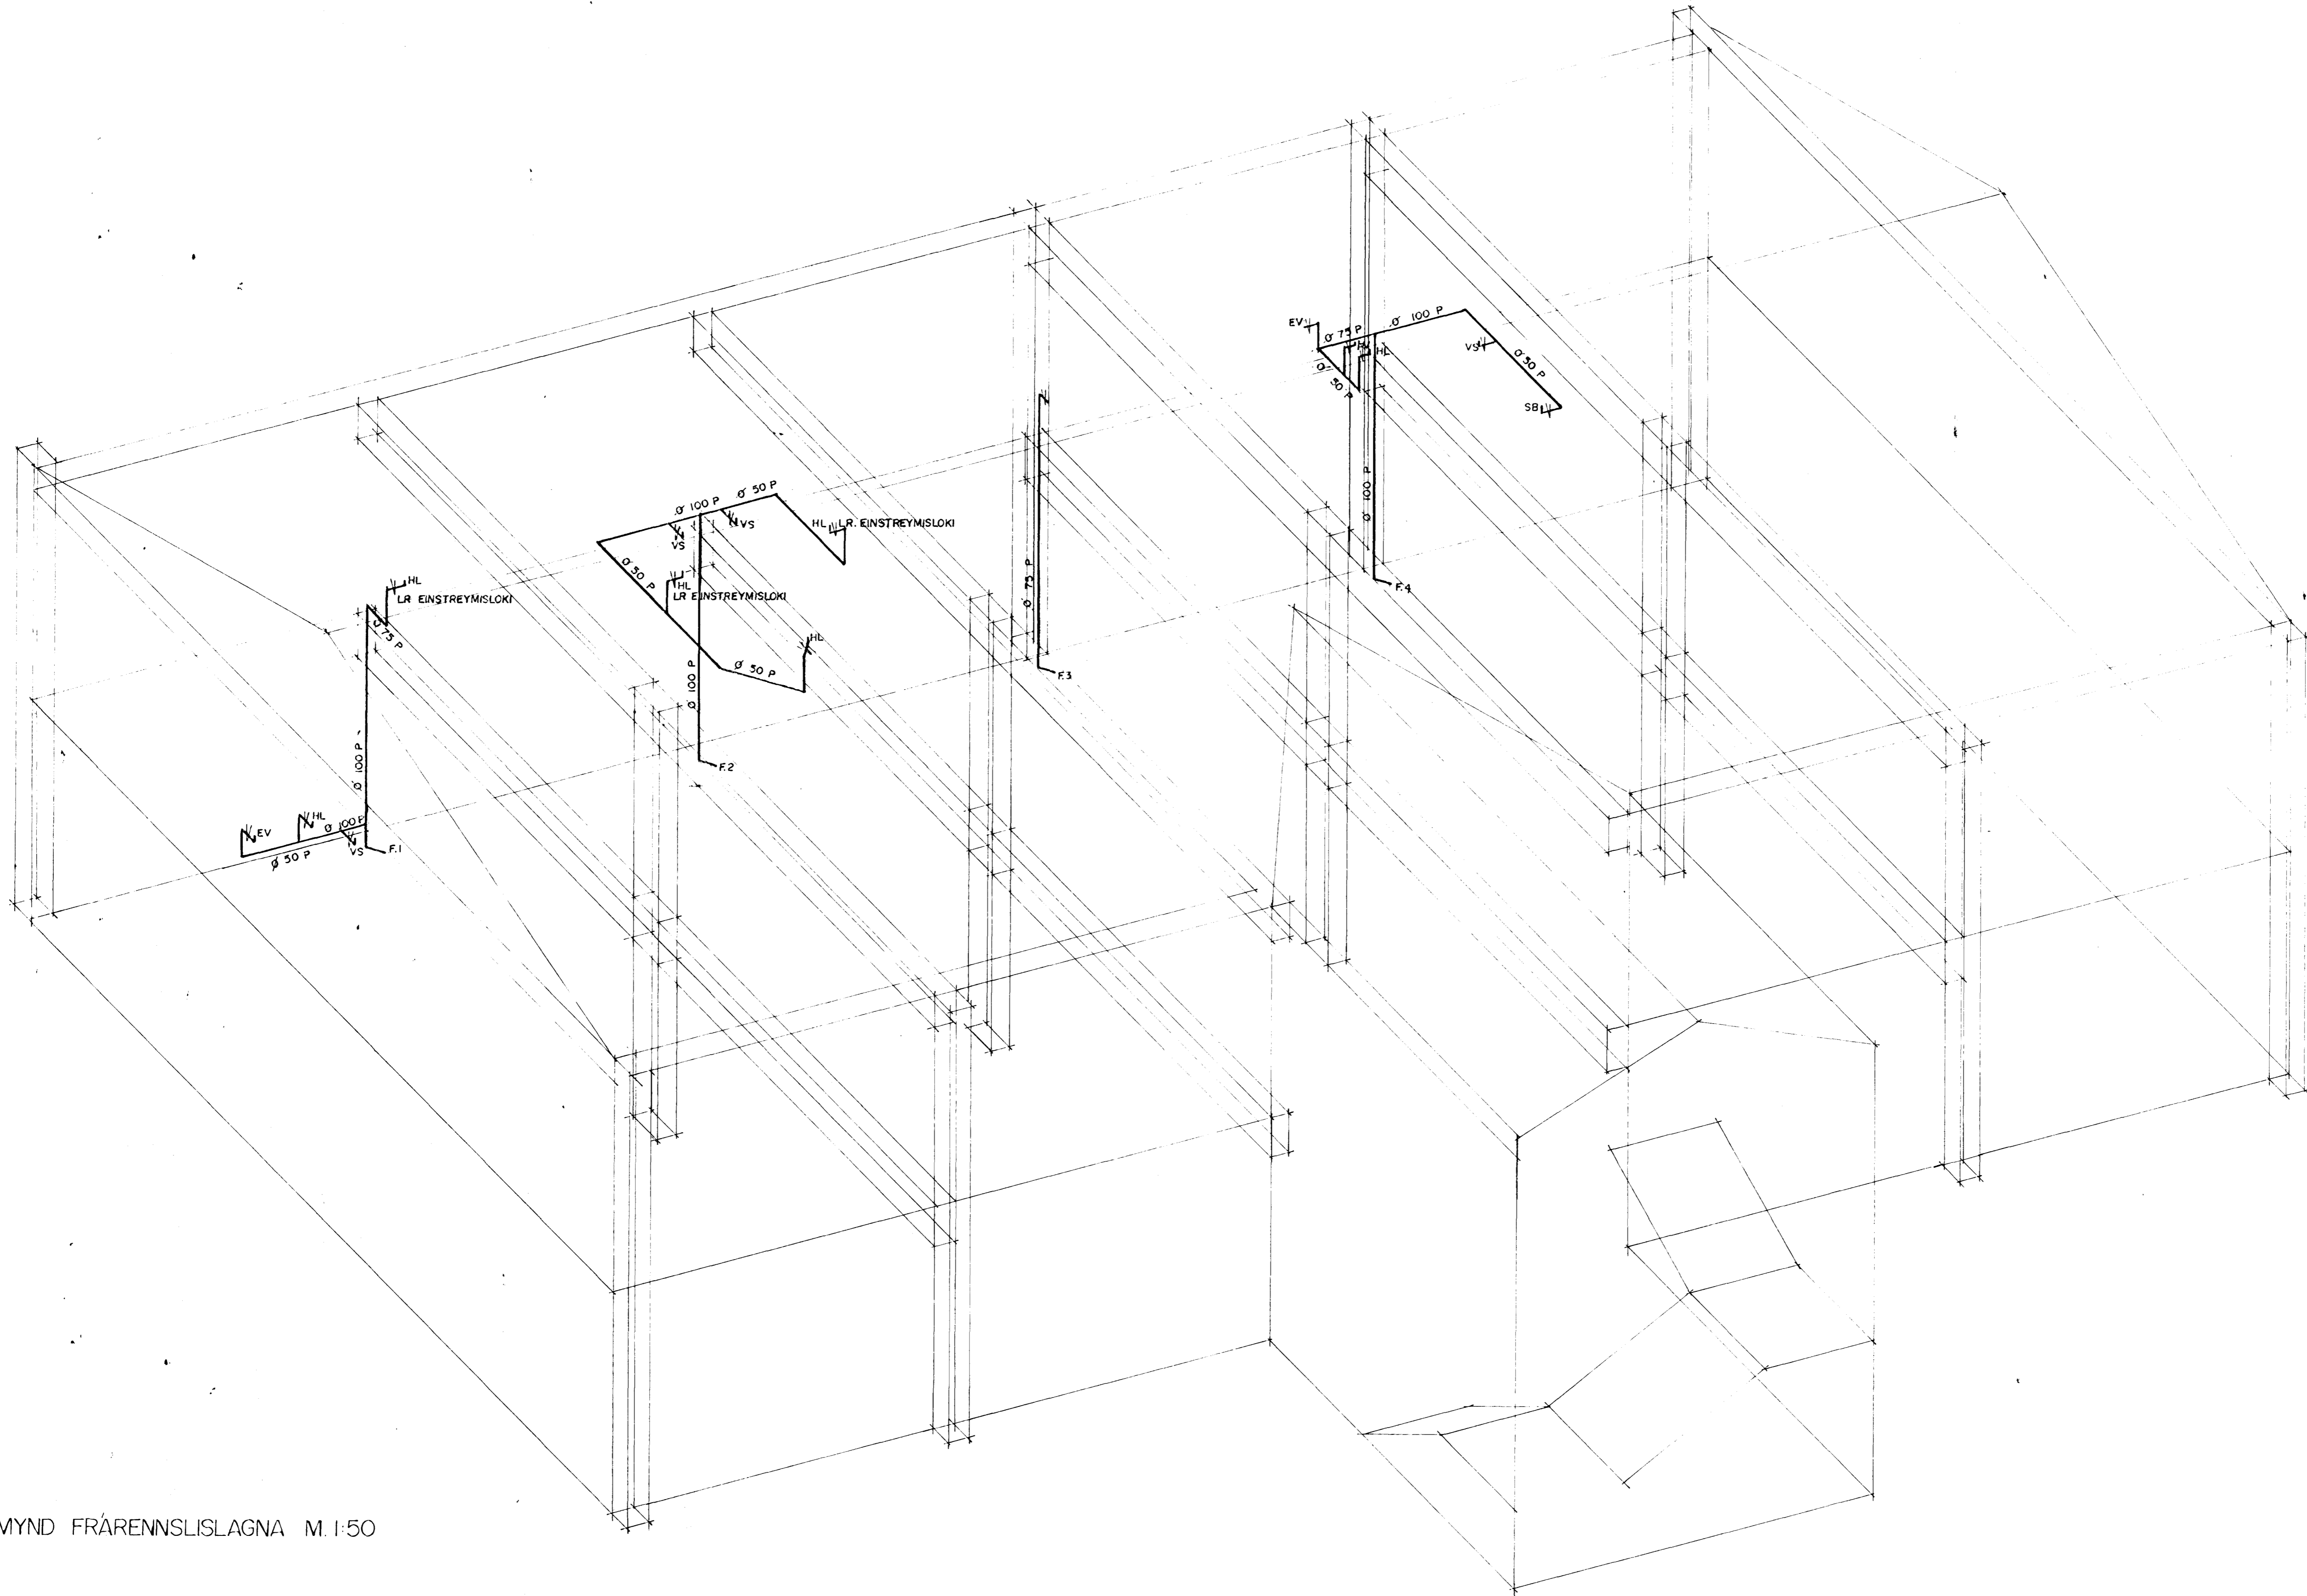 EV
Ø 75 P
Ø 100 P
HL
HL
VS
Ø 50 P
Ø 50 P
SB
Ø 100 P
F.4
Ø 100 P
Ø 50 P
VS
VS
HL
LR. EINSTREYMISLOKI
Ø 50 P
HL
LR EINSTREYMISLOKI
HL
Ø 50 P
Ø 100 P
F.2
Ø 75 P
F.3
HL
LR EINSTREYMISLOKI
Ø 75 P
Ø 100 P
EV
HL
Ø 100 P
VS
F.1
Ø 50 P
MYND FRÁRENNSLISLAGNA M. 1:50